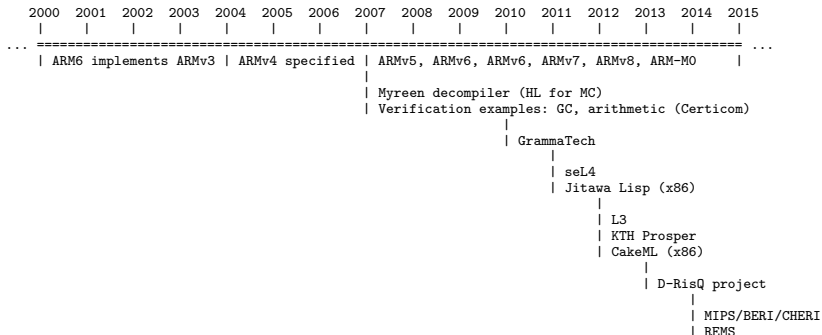 2000 2001 2002 2003 2004 2005 2006 2007 2008 2009 2010 2011 2012 2013 2014 2015
| | | | | | | | | | | | | | | |
... ======================================================================================= ...
| ARM6 implements ARMv3 | ARMv4 specified | ARMv5, ARMv6, ARMv6, ARMv7, ARMv8, ARM-M0 |
|
| Myreen decompiler (HL for MC)
| Verification examples: GC, arithmetic (Certicom)
|
| GrammaTech
|
| seL4
| Jitawa Lisp (x86)
|
| L3
| KTH Prosper
| CakeML (x86)
|
| D-RisQ project
|
| MIPS/BERI/CHERI
| REMS